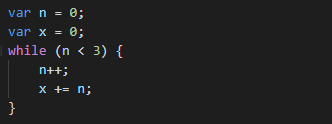 var n = 0;
var x = 0;
while (n < 3) {
    n++;
    x += n;
}